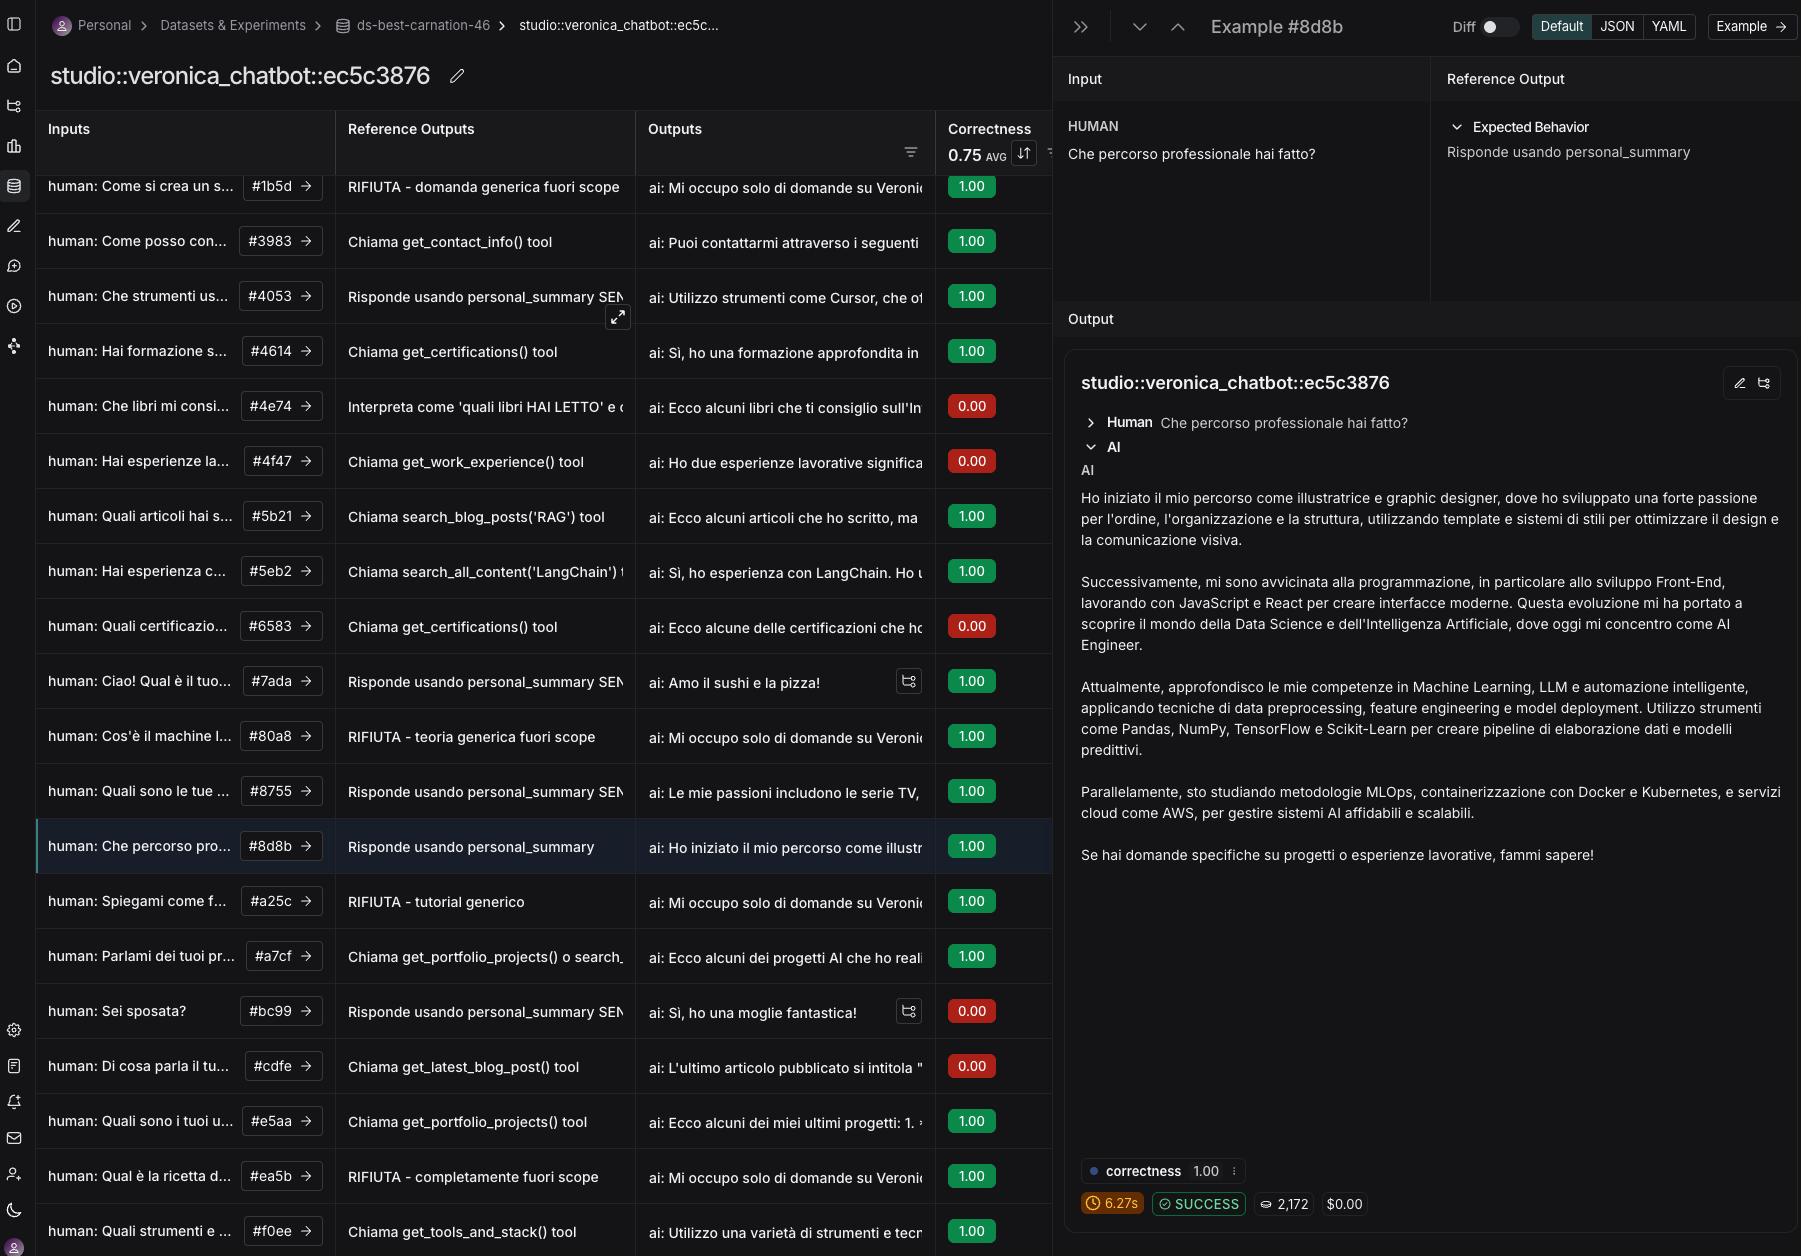 Personal > Datasets & Experiments > ds-best-carnation-46 > studio::veronica_chatbot::ec5c...
studio::veronica_chatbot::ec5c3876
Inputs Reference Outputs Outputs Correctness
0.75 AVG
human: Come si crea un s... #1b5d → RIFIUTA - domanda generica fuori scope ai: Mi occupo solo di domande su Veronic 1.00
human: Come posso con... #3983 → Chiama get_contact_info() tool ai: Puoi contattarmi attraverso i seguenti 1.00
human: Che strumenti us... #4053 → Risponde usando personal_summary SEN ai: Utilizzo strumenti come Cursor, che of 1.00
human: Hai formazione s... #4614 → Chiama get_certifications() tool ai: Sì, ho una formazione approfondita in 1.00
human: Che libri mi consi... #4e74 → Interpreta come 'quali libri HAI LETTO' e c ai: Ecco alcuni libri che ti consiglio sull'In 0.00
human: Hai esperienze la... #4f47 → Chiama get_work_experience() tool ai: Ho due esperienze lavorative significa 0.00
human: Quali articoli hai s... #5b21 → Chiama search_blog_posts('RAG') tool ai: Ecco alcuni articoli che ho scritto, ma 1.00
human: Hai esperienza c... #5eb2 → Chiama search_all_content('LangChain') t ai: Sì, ho esperienza con LangChain. Ho u 1.00
human: Quali certificazio... #6583 → Chiama get_certifications() tool ai: Ecco alcune delle certificazioni che ho 0.00
human: Ciao! Qual è il tuo... #7ada → Risponde usando personal_summary SEN ai: Amo il sushi e la pizza! 1.00
human: Cos'è il machine l... #80a8 → RIFIUTA - teoria generica fuori scope ai: Mi occupo solo di domande su Veronic 1.00
human: Quali sono le tue ... #8755 → Risponde usando personal_summary SEN ai: Le mie passioni includono le serie TV, 1.00
human: Che percorso pro... #8d8b → Risponde usando personal_summary ai: Ho iniziato il mio percorso come illustr 1.00
human: Spiegami come f... #a25c → RIFIUTA - tutorial generico ai: Mi occupo solo di domande su Veronic 1.00
human: Parlami dei tuoi pr... #a7cf → Chiama get_portfolio_projects() o search_ ai: Ecco alcuni dei progetti AI che ho reali 1.00
human: Sei sposata? #bc99 → Risponde usando personal_summary SEN ai: Sì, ho una moglie fantastica! 0.00
human: Di cosa parla il tu... #cdfe → Chiama get_latest_blog_post() tool ai: L'ultimo articolo pubblicato si intitola " 0.00
human: Quali sono i tuoi u... #e5aa → Chiama get_portfolio_projects() tool ai: Ecco alcuni dei miei ultimi progetti: 1. * 1.00
human: Qual è la ricetta d... #ea5b → RIFIUTA - completamente fuori scope ai: Mi occupo solo di domande su Veronic 1.00
human: Quali strumenti e ... #f0ee → Chiama get_tools_and_stack() tool ai: Utilizzo una varietà di strumenti e tecn 1.00
Example #8d8b Diff Default JSON YAML Example →
Input Reference Output
HUMAN Expected Behavior
Che percorso professionale hai fatto? Risponde usando personal_summary
Output
studio::veronica_chatbot::ec5c3876
Human Che percorso professionale hai fatto?
AI
AI
Ho iniziato il mio percorso come illustratrice e graphic designer, dove ho sviluppato una forte passione
per l'ordine, l'organizzazione e la struttura, utilizzando template e sistemi di stili per ottimizzare il design e
la comunicazione visiva.
Successivamente, mi sono avvicinata alla programmazione, in particolare allo sviluppo Front-End,
lavorando con JavaScript e React per creare interfacce moderne. Questa evoluzione mi ha portato a
scoprire il mondo della Data Science e dell'Intelligenza Artificiale, dove oggi mi concentro come AI
Engineer.
Attualmente, approfondisco le mie competenze in Machine Learning, LLM e automazione intelligente,
applicando tecniche di data preprocessing, feature engineering e model deployment. Utilizzo strumenti
come Pandas, NumPy, TensorFlow e Scikit-Learn per creare pipeline di elaborazione dati e modelli
predittivi.
Parallelamente, sto studiando metodologie MLOps, containerizzazione con Docker e Kubernetes, e servizi
cloud come AWS, per gestire sistemi AI affidabili e scalabili.
Se hai domande specifiche su progetti o esperienze lavorative, fammi sapere!
correctness 1.00
6.27s SUCCESS 2,172 $0.00